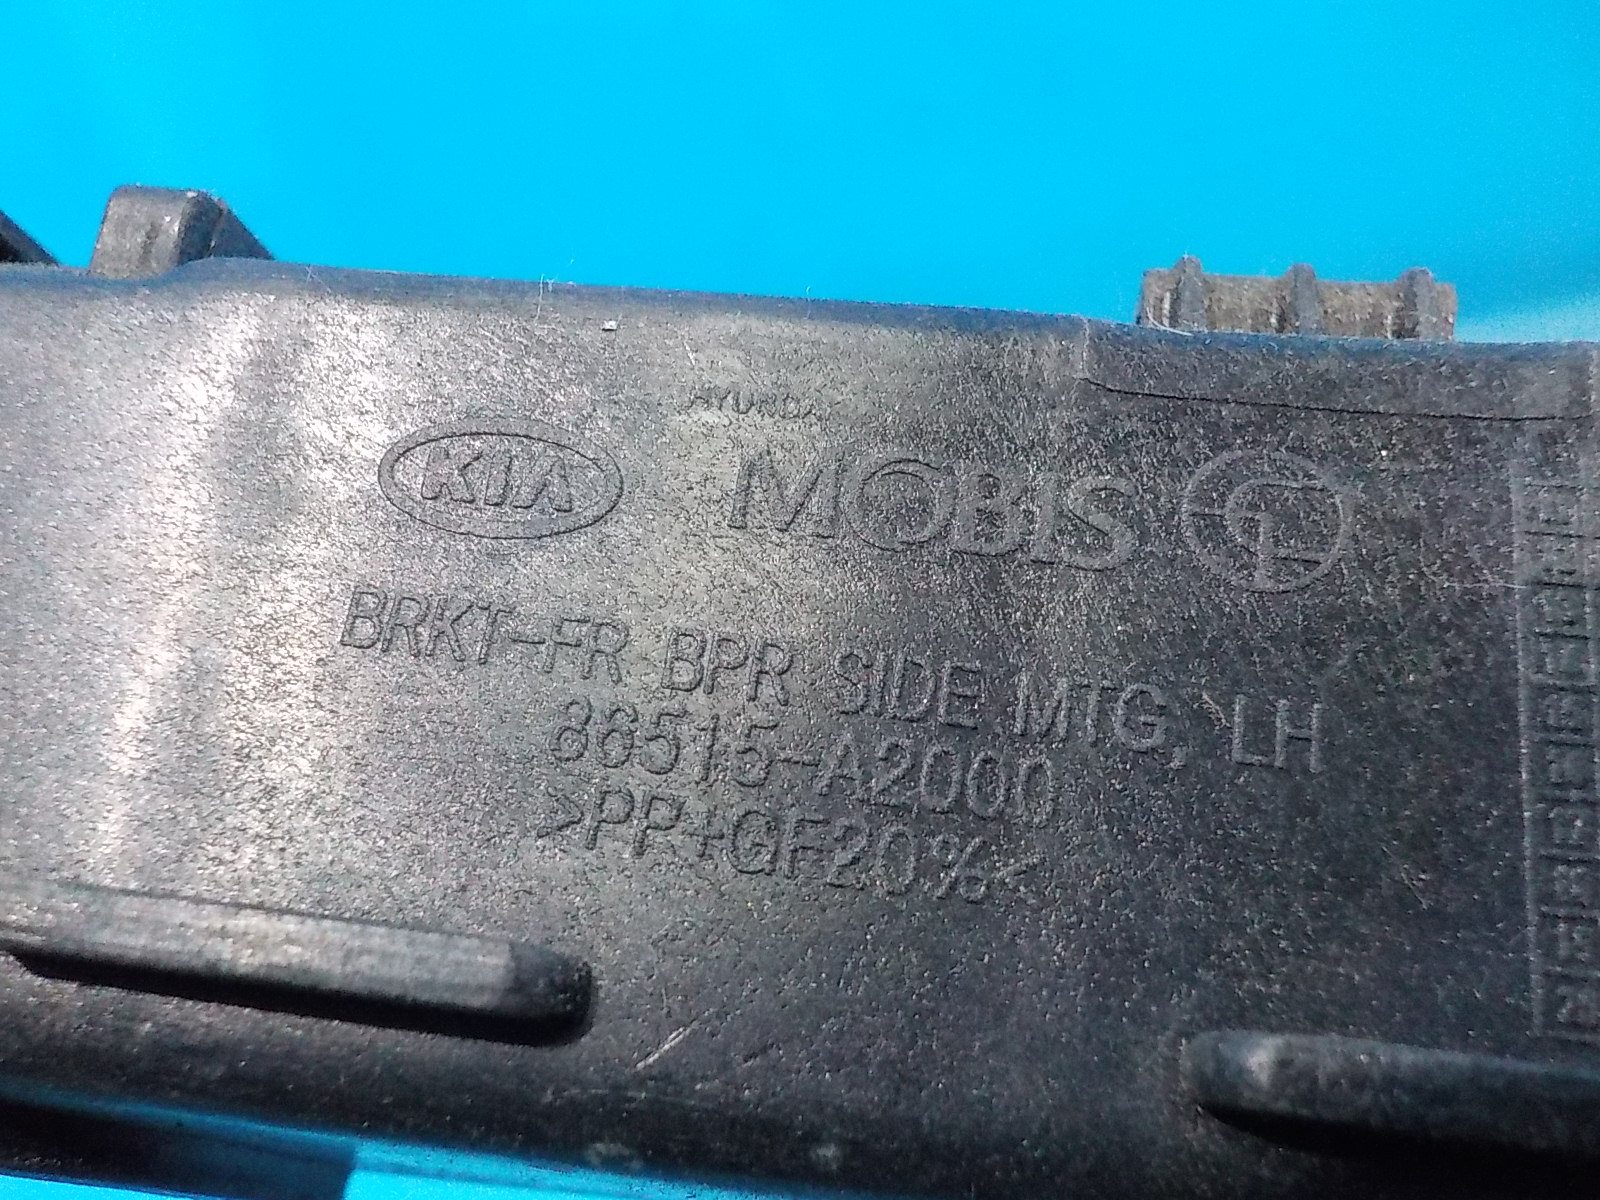 HYUNDAI
KIA MOBIS
BRKT-FR BPR SIDE MTG, LH
86515-A2000
>PP+GF20%<